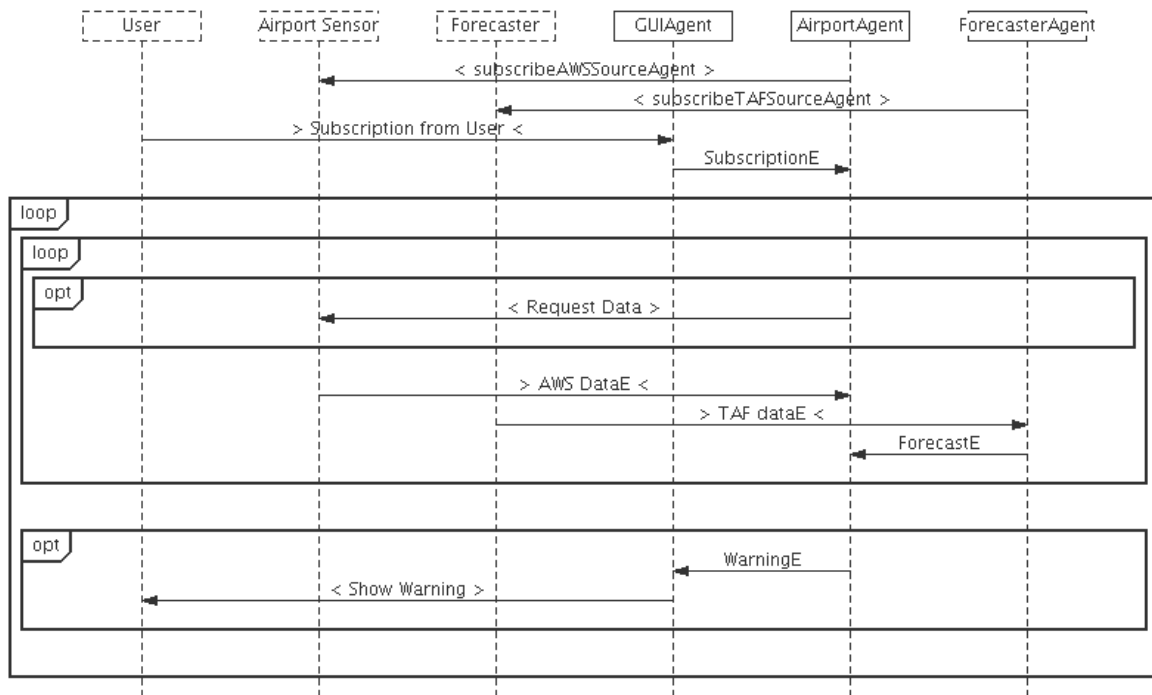 User Airport Sensor Forecaster GUIAgent AirportAgent ForecasterAgent
< subscribeAWSSourceAgent >
< subscribeTAFSourceAgent >
> Subscription from User <
SubscriptionE
loop
loop
opt
< Request Data >
> AWS DataE <
> TAF dataE <
ForecastE
opt
WarningE
< Show Warning >